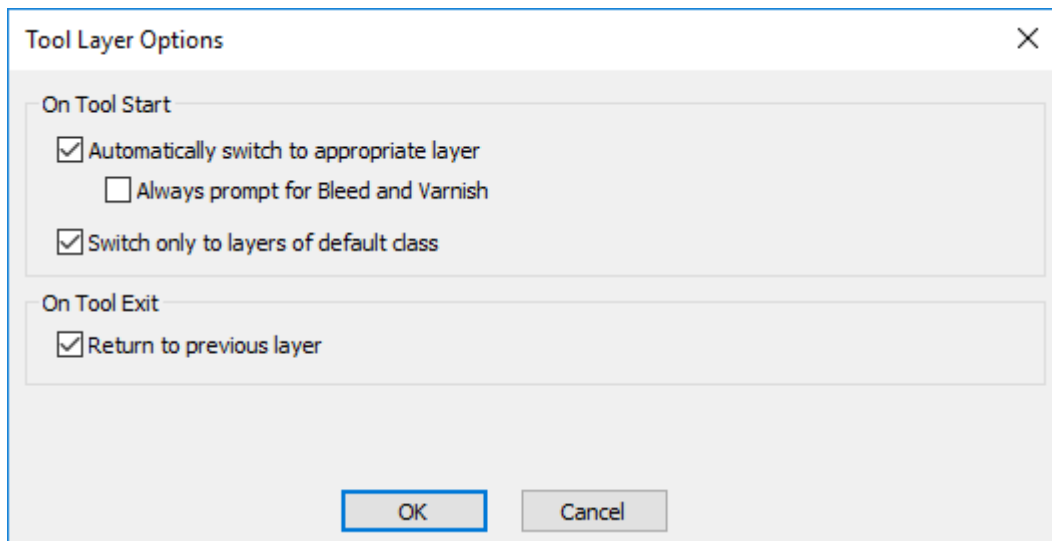 Tool Layer Options
On Tool Start
Automatically switch to appropriate layer
Always prompt for Bleed and Varnish
Switch only to layers of default class
On Tool Exit
Return to previous layer
OK Cancel